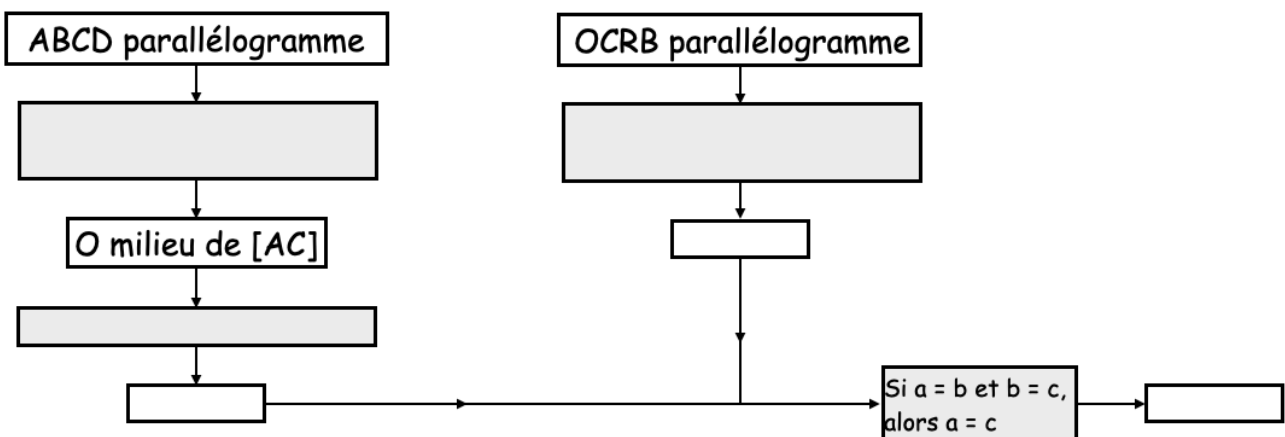 ABCD parallélogramme
OCRB parallélogramme
O milieu de [AC]
Si a = b et b = c,
alors a = c